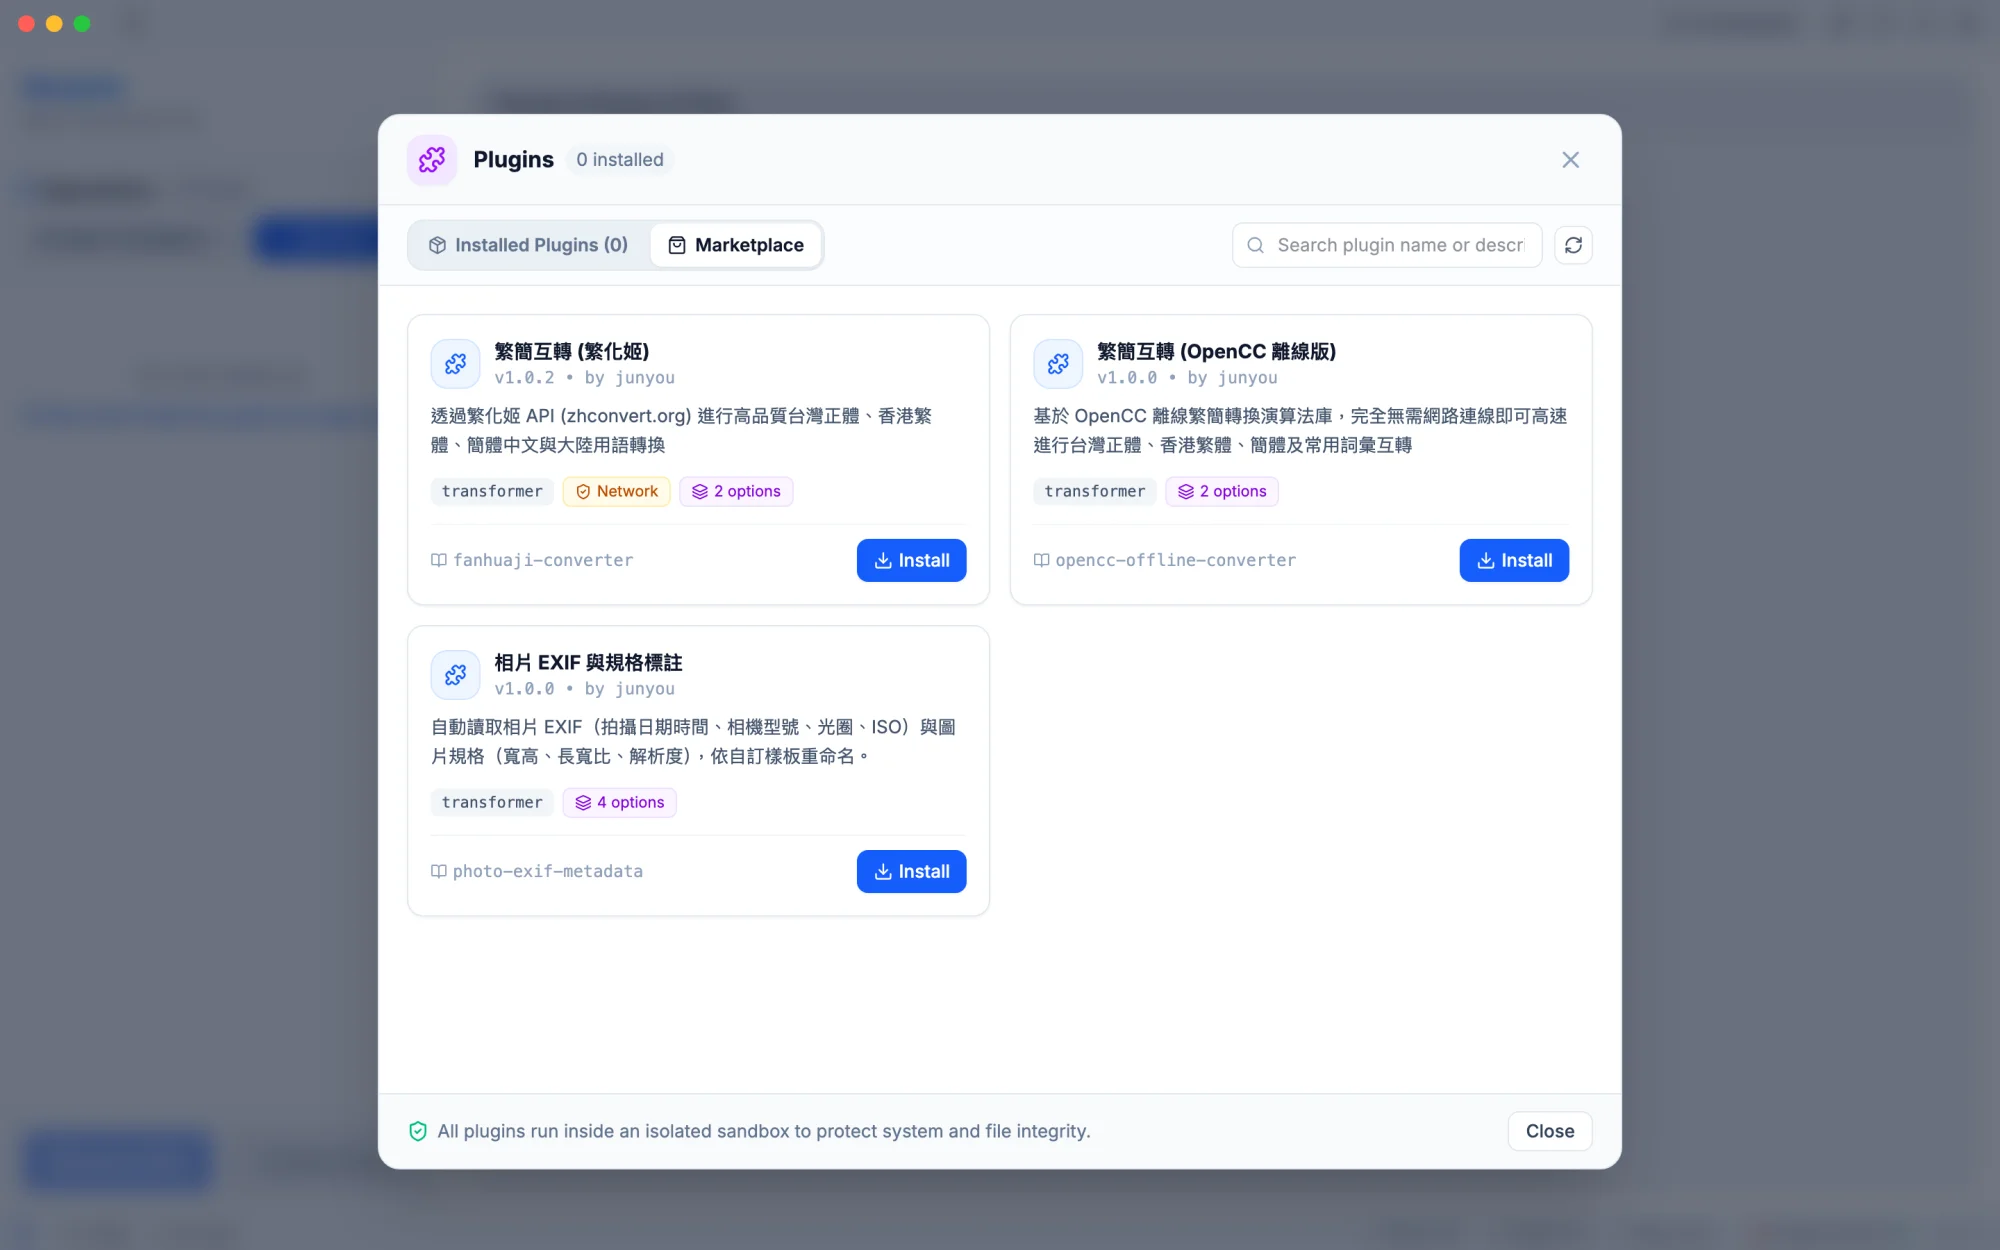 Plugins
0 installed
Installed Plugins (0)
Marketplace
Search plugin name or descri
繁簡互轉 (繁化姬)
v1.0.2 • by junyou
透過繁化姬 API (zhconvert.org) 進行高品質台灣正體、香港繁
體、簡體中文與大陸用語轉換
transformer
Network
2 options
fanhuaji-converter
Install
繁簡互轉 (OpenCC 離線版)
v1.0.0 • by junyou
基於 OpenCC 離線繁簡轉換演算法庫，完全無需網路連線即可高速
進行台灣正體、香港繁體、簡體及常用詞彙互轉
transformer
2 options
opencc-offline-converter
Install
相片 EXIF 與規格標註
v1.0.0 • by junyou
自動讀取相片 EXIF（拍攝日期時間、相機型號、光圈、ISO）與圖
片規格（寬高、長寬比、解析度），依自訂樣板重命名。
transformer
4 options
photo-exif-metadata
Install
All plugins run inside an isolated sandbox to protect system and file integrity.
Close